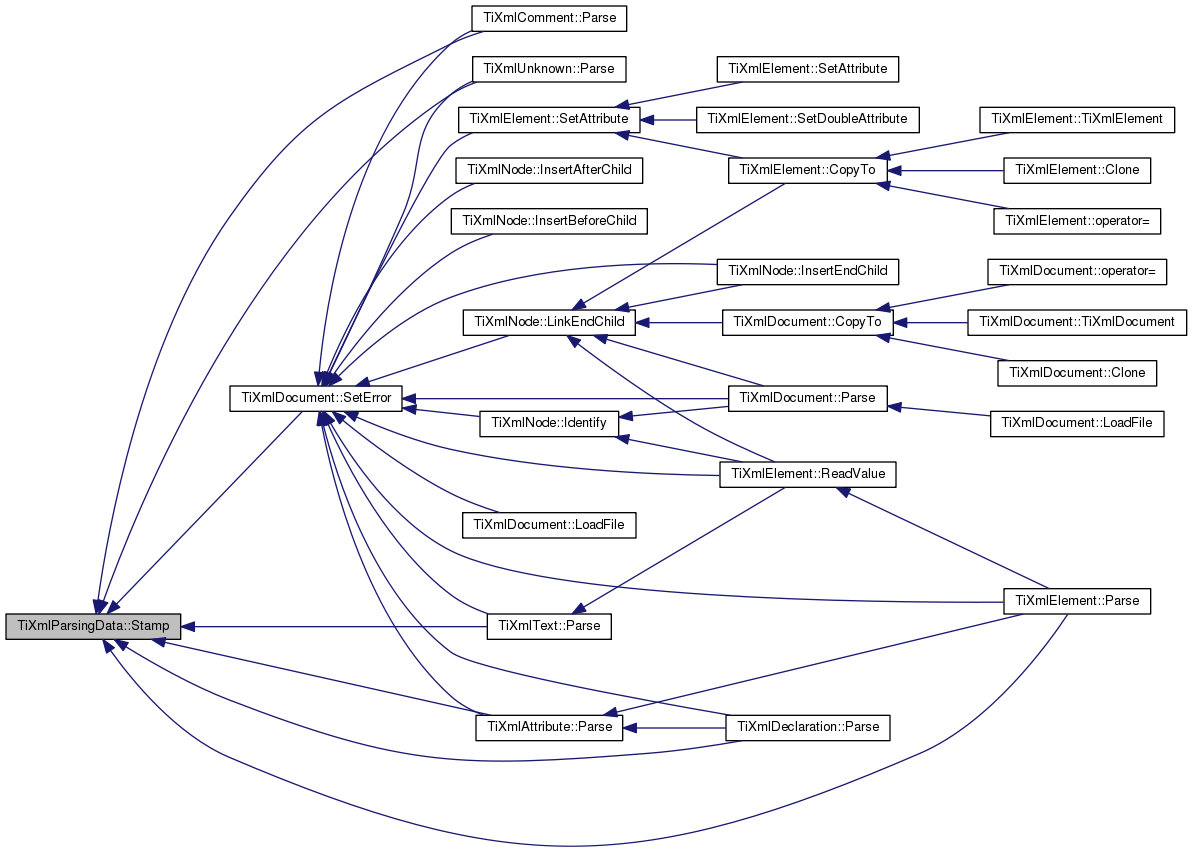 TiXmlComment::Parse
TiXmlUnknown::Parse
TiXmlElement::SetAttribute
TiXmlElement::SetAttribute
TiXmlElement::SetDoubleAttribute
TiXmlElement::TiXmlElement
TiXmlNode::InsertAfterChild
TiXmlElement::CopyTo
TiXmlElement::Clone
TiXmlNode::InsertBeforeChild
TiXmlElement::operator=
TiXmlNode::InsertEndChild
TiXmlDocument::operator=
TiXmlNode::LinkEndChild
TiXmlDocument::CopyTo
TiXmlDocument::TiXmlDocument
TiXmlDocument::Clone
TiXmlDocument::SetError
TiXmlDocument::Parse
TiXmlNode::Identify
TiXmlDocument::LoadFile
TiXmlElement::ReadValue
TiXmlDocument::LoadFile
TiXmlElement::Parse
TiXmlParsingData::Stamp
TiXmlText::Parse
TiXmlAttribute::Parse
TiXmlDeclaration::Parse